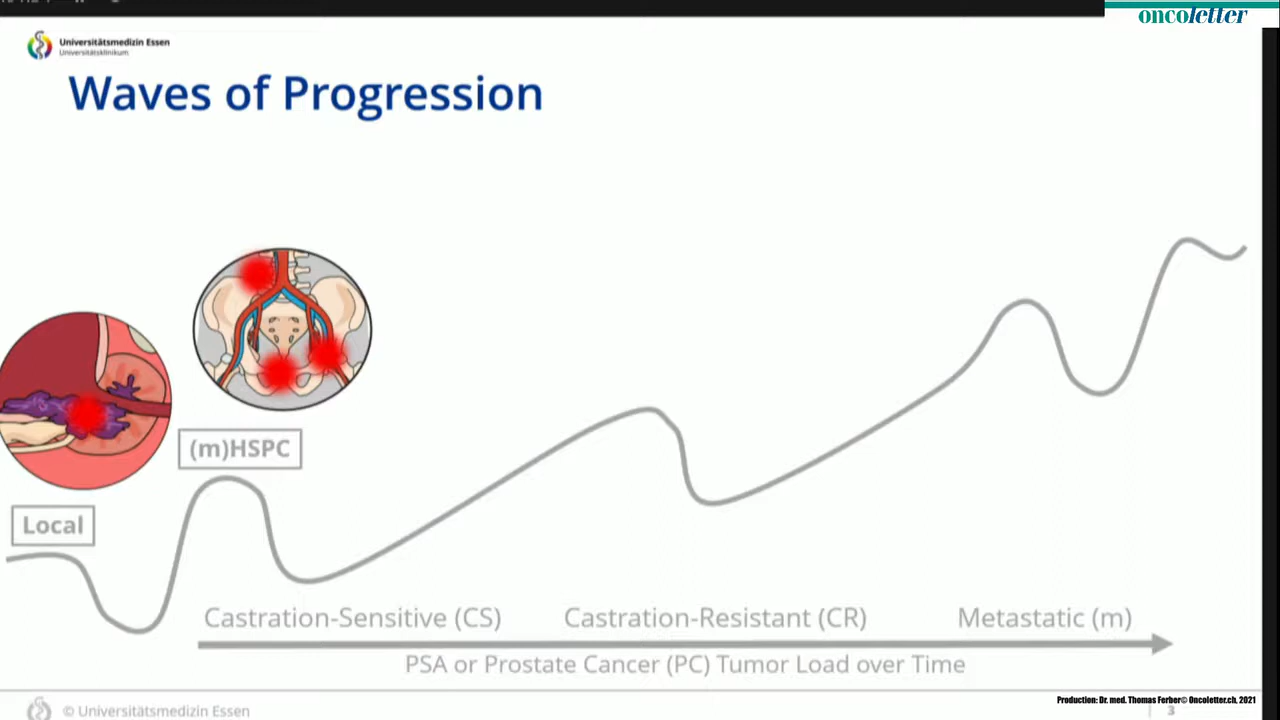 oncoletter
Universitätsmedizin Essen
Universitätsklinikum
Waves of Progression
(m)HSPC
Local
Castration-Sensitive (CS) Castration-Resistant (CR) Metastatic (m)
PSA or Prostate Cancer (PC) Tumor Load over Time
Production: Dr. med. Thomas Ferber© Oncoletter.ch, 2021
© Universitätsmedizin Essen
3